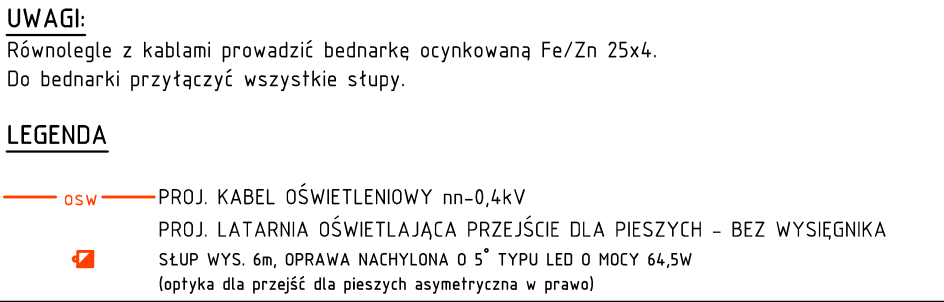 UWAGI:
Równolegle z kablami prowadzić bednarkę ocynkowaną Fe/Zn 25x4.
Do bednarki przyłączyć wszystkie słupy.
LEGENDA
osw PROJ. KABEL OŚWIETLENIOWY nn-0,4kV
PROJ. LATARNIA OŚWIETLAJĄCA PRZEJŚCIE DLA PIESZYCH - BEZ WYSIĘGNIKA
SŁUP WYS. 6m, OPRAWA NACHYLONA O 5° TYPU LED O MOCY 64,5W
(optyka dla przejść dla pieszych asymetryczna w prawo)